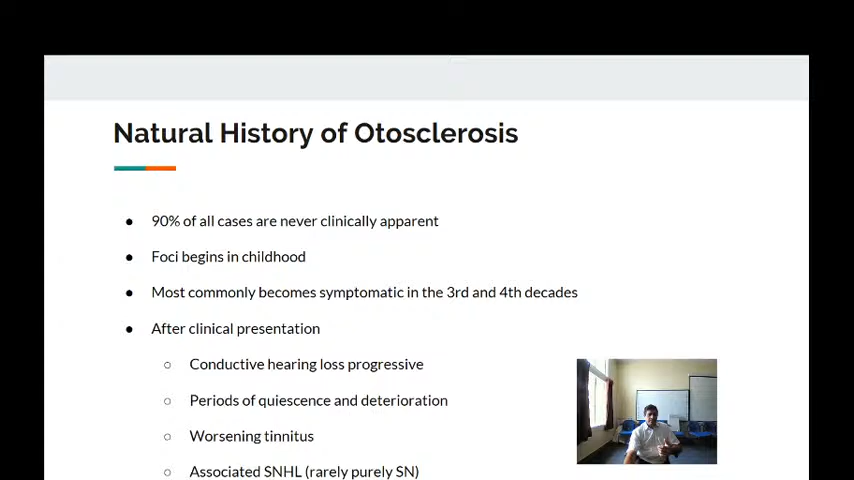 Natural History of Otosclerosis
● 90% of all cases are never clinically apparent
● Foci begins in childhood
● Most commonly becomes symptomatic in the 3rd and 4th decades
● After clinical presentation
○ Conductive hearing loss progressive
○ Periods of quiescence and deterioration
○ Worsening tinnitus
○ Associated SNHL (rarely purely SN)